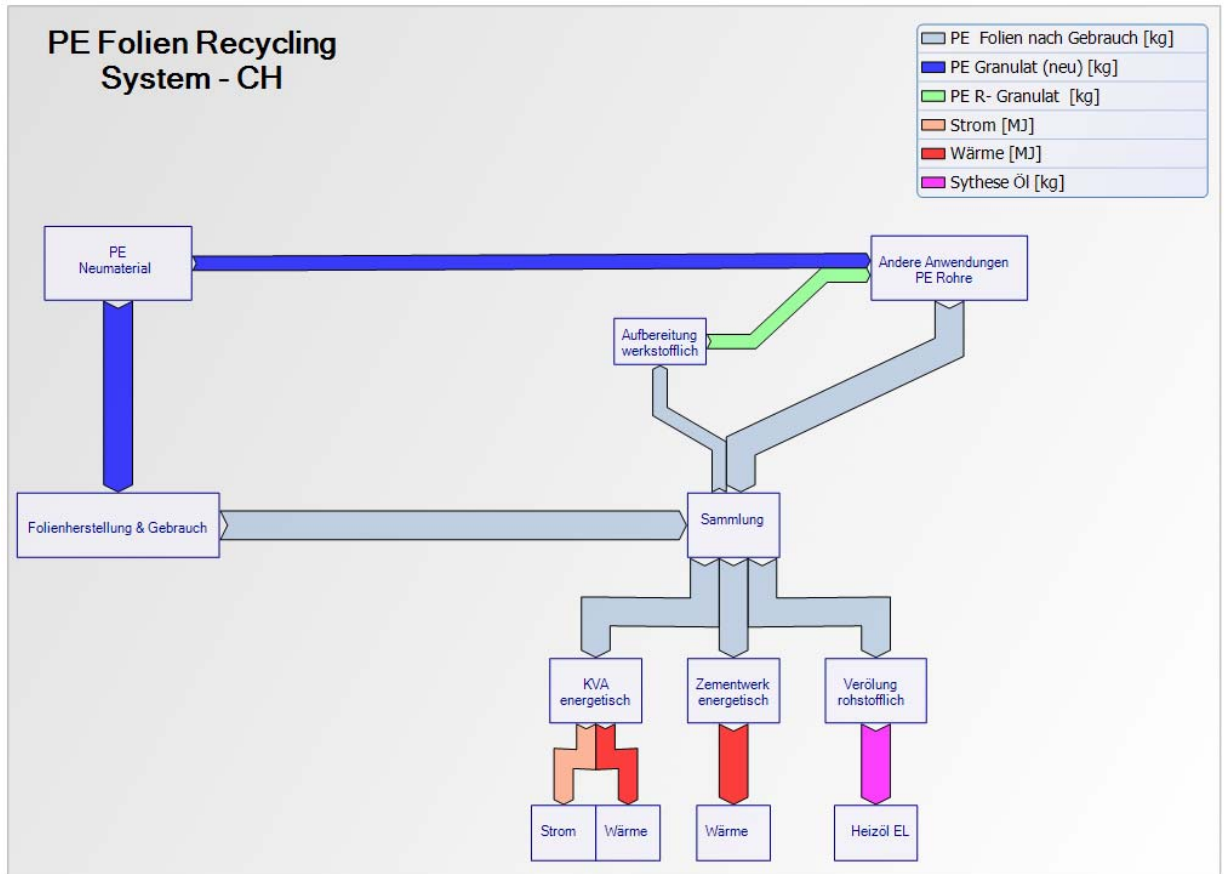 PE Folien Recycling
System - CH
PE Folien nach Gebrauch [kg]
PE Granulat (neu) [kg]
PE R- Granulat [kg]
Strom [MJ]
Wärme [MJ]
Sythese Öl [kg]
PE
Neumaterial
Andere Anwendungen
PE Rohre
Aufbereitung
werkstofflich
Folienherstellung & Gebrauch
Sammlung
KVA
energetisch
Zementwerk
energetisch
Verölung
rohstofflich
Strom
Wärme
Wärme
Heizöl EL